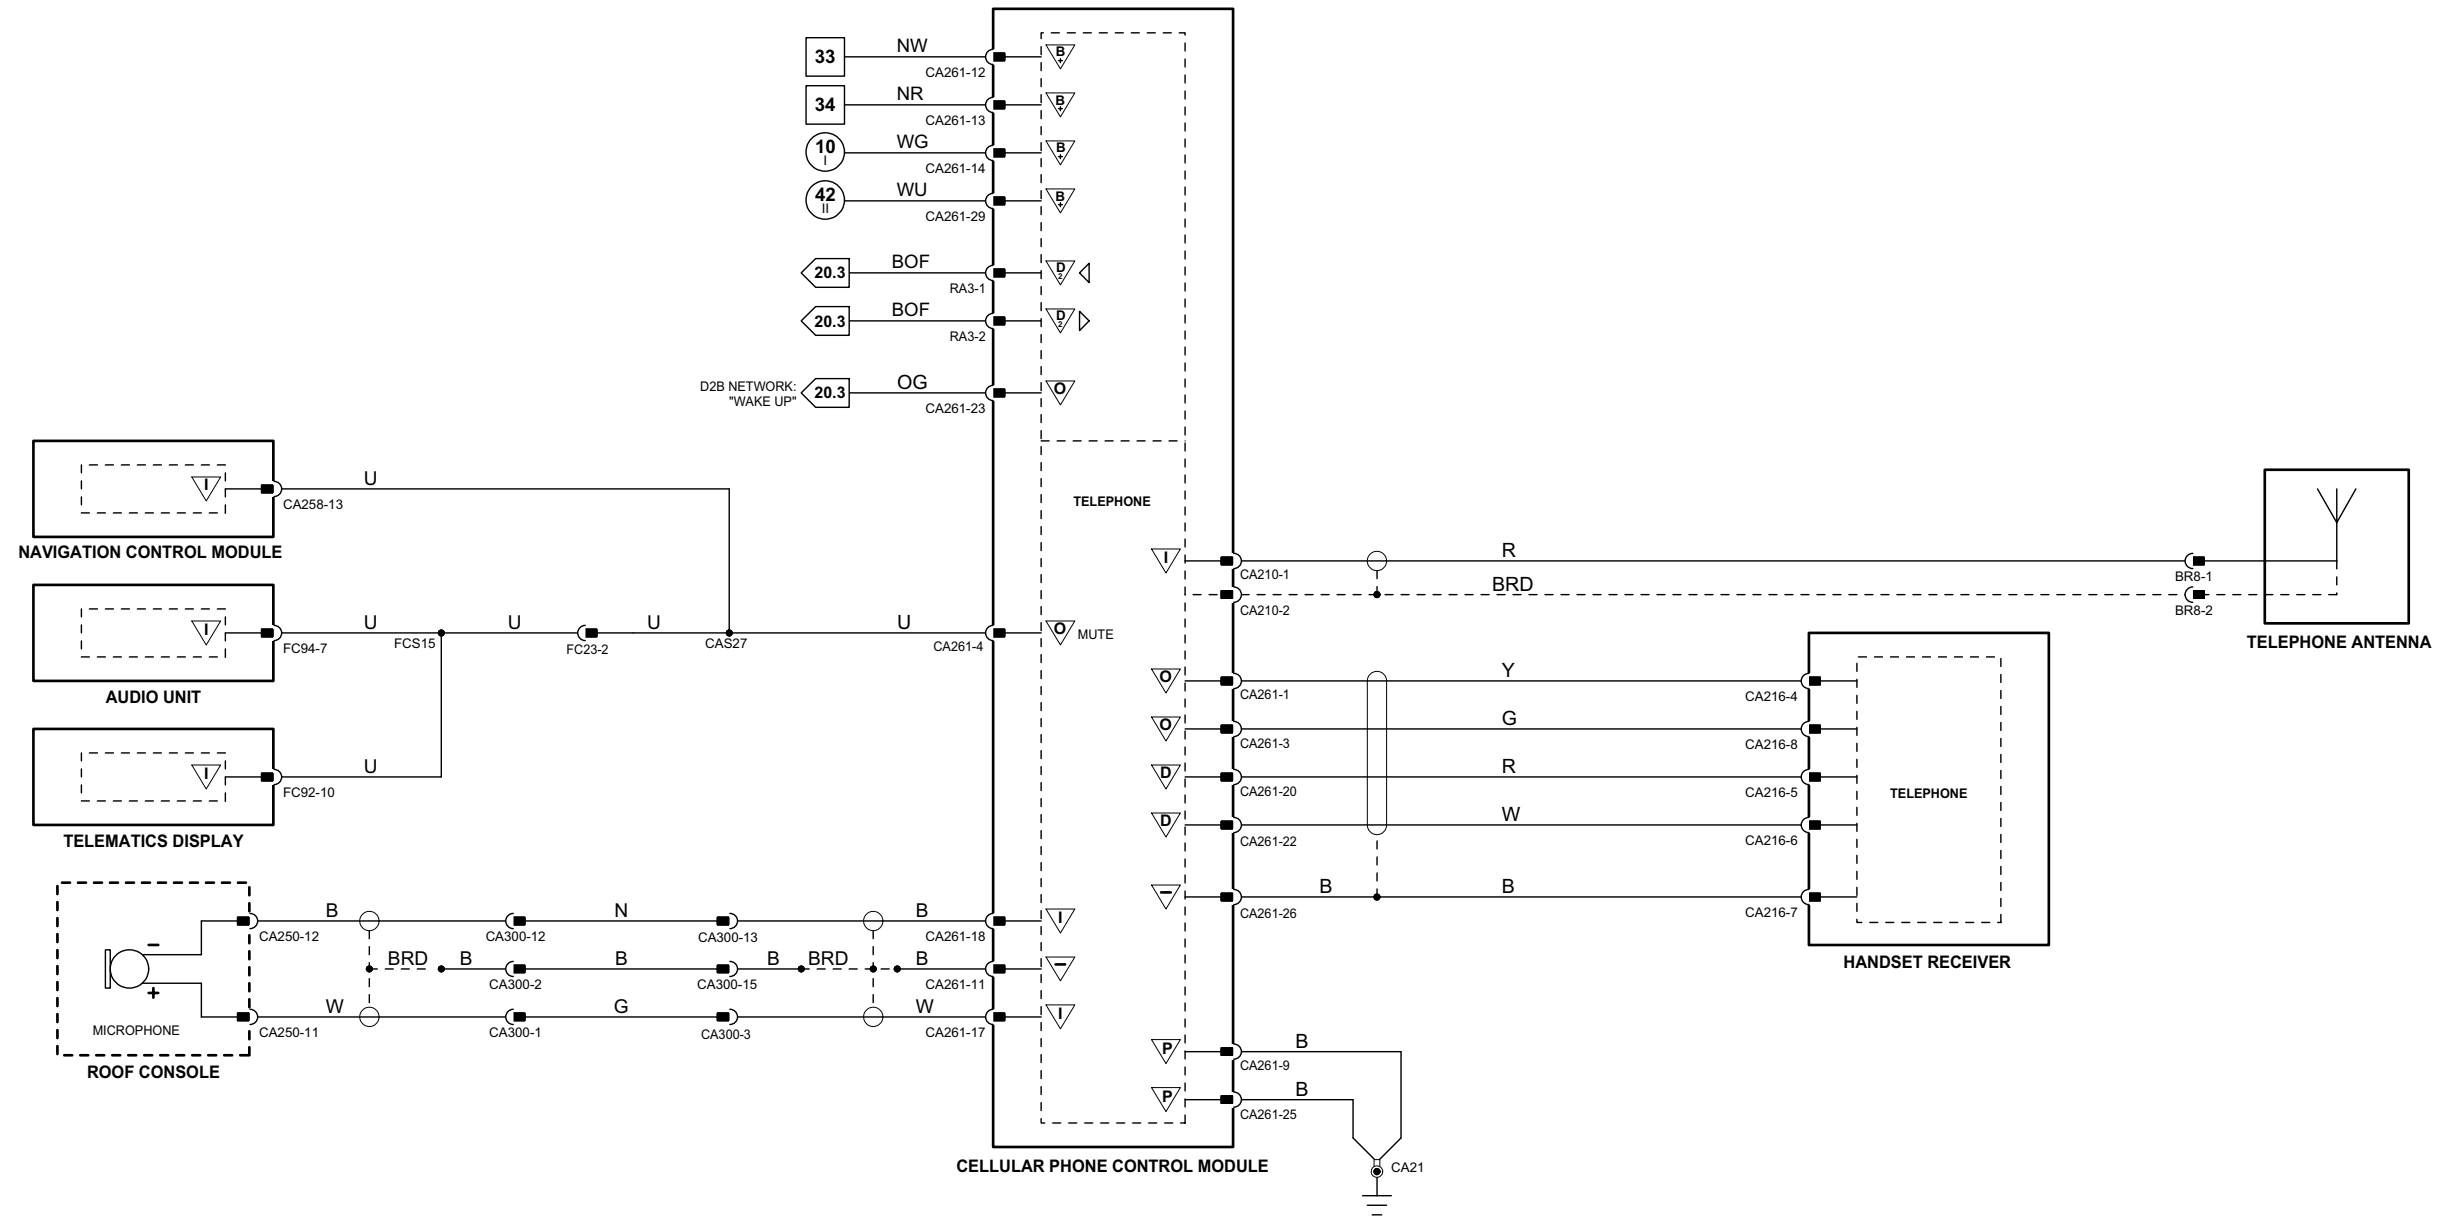 33 NW CA261-12 B +
34 NR CA261-13 B +
10 I WG CA261-14 B +
42 II WU CA261-29 B +
20.3 BOF RA3-1 D 2
20.3 BOF RA3-2 D 2
D2B NETWORK:
"WAKE UP"
20.3 OG CA261-23 O
I CA258-13 U
NAVIGATION CONTROL MODULE
I FC94-7 U FCS15 U FC23-2 U CAS27 U CA261-4 O MUTE
AUDIO UNIT
I FC92-10 U
TELEMATICS DISPLAY
TELEPHONE
I CA210-1 R BR8-1
CA210-2 BRD BR8-2
TELEPHONE ANTENNA
O CA261-1 Y CA216-4
O CA261-3 G CA216-8
D CA261-20 R CA216-5
TELEPHONE
D CA261-22 W CA216-6
− CA261-26 B B CA216-7
HANDSET RECEIVER
− CA250-12 B CA300-12 N CA300-13 B CA261-18 I
BRD B CA300-2 B CA300-15 B BRD B CA261-11 −
+ CA250-11 W CA300-1 G CA300-3 W CA261-17 I
MICROPHONE
ROOF CONSOLE
P CA261-9 B
P CA261-25 B
CA21
CELLULAR PHONE CONTROL MODULE